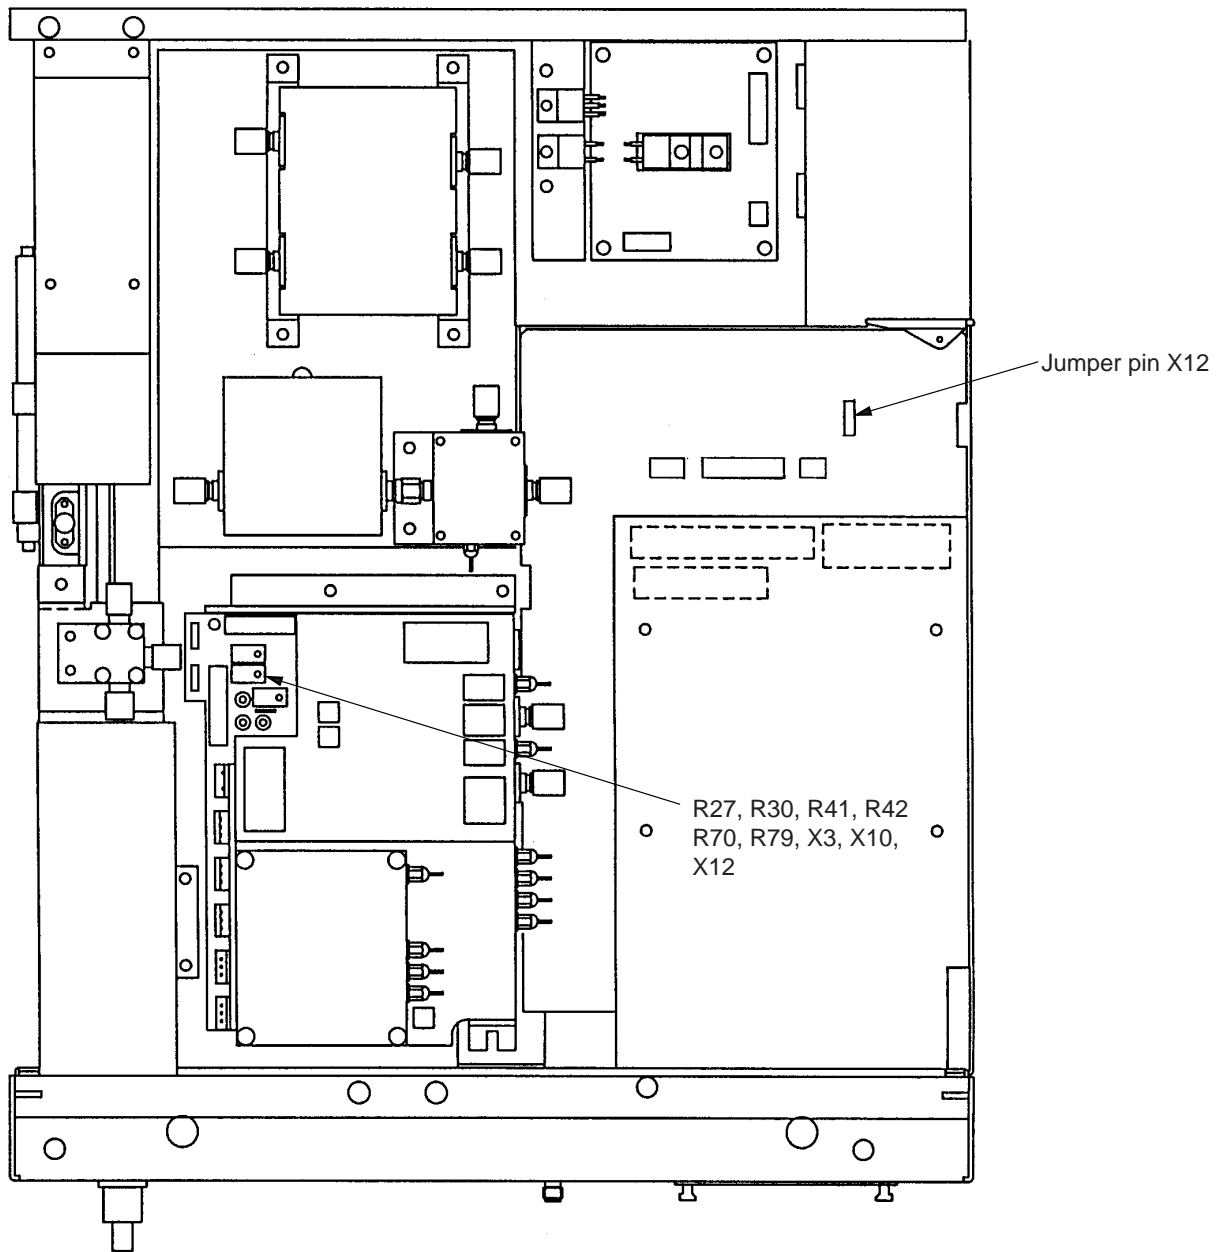 Jumper pin X12
R27, R30, R41, R42
R70, R79, X3, X10,
X12